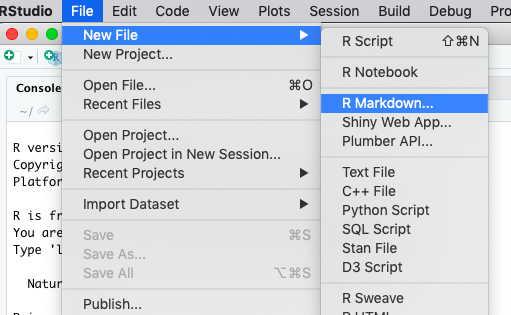 RStudio File Edit Code View Plots Session Build Debug
New File
New Project...
Open File... ⌘O
Recent Files
Open Project...
Open Project in New Session...
Recent Projects
Import Dataset
Save ⌘S
Save As...
Save All ⌥⌘S
Publish...
R Script ⇧⌘N
R Notebook
R Markdown...
Shiny Web App...
Plumber API...
Text File
C++ File
Python Script
SQL Script
Stan File
D3 Script
R Sweave
Console
~/
R versi
Copyrig
Platfor
R is fr
You are
Type 'l
Natur